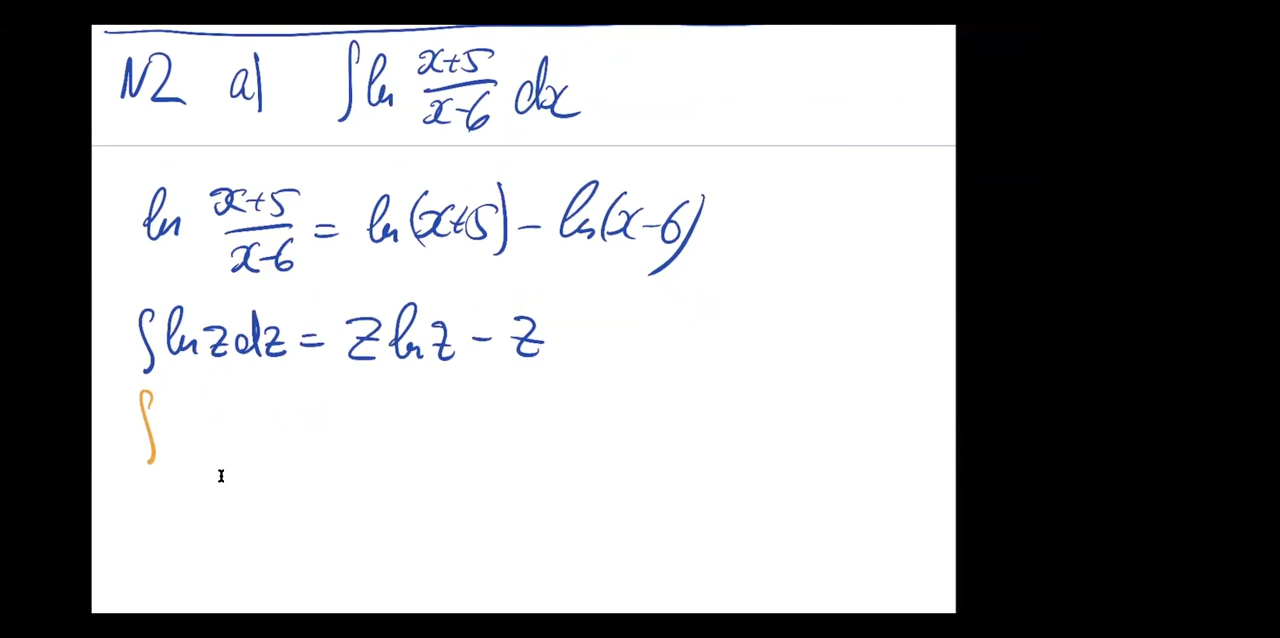 N2 a) ∫ ln (x+5)/(x-6) dx
ln (x+5)/(x-6) = ln(x+5) - ln(x-6)
∫ ln z dz = z ln z - z
∫